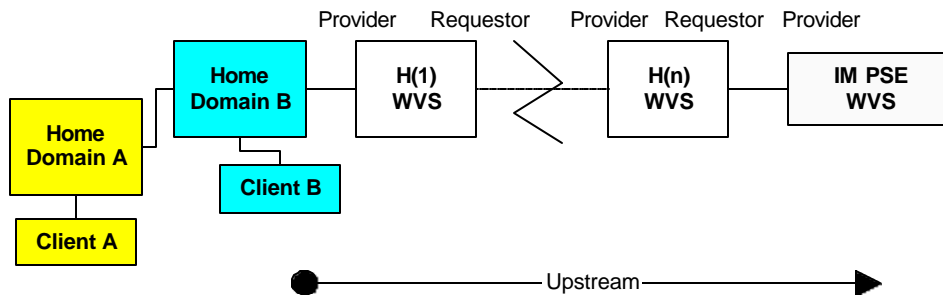 Provider Requestor Provider Requestor Provider
Home
Domain B
H(1)
WVS
H(n)
WVS
IM PSE
WVS
Home
Domain A
Client B
Client A
Upstream